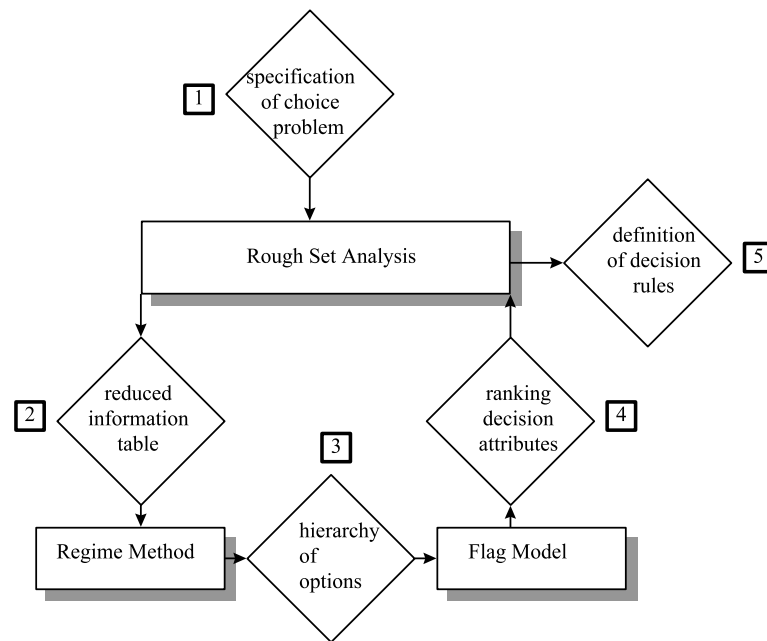 1
specification
of choice
problem
Rough Set Analysis
definition
of decision
rules
5
2
reduced
information
table
3
ranking
decision
attributes
4
Regime Method
hierarchy
of
options
Flag Model